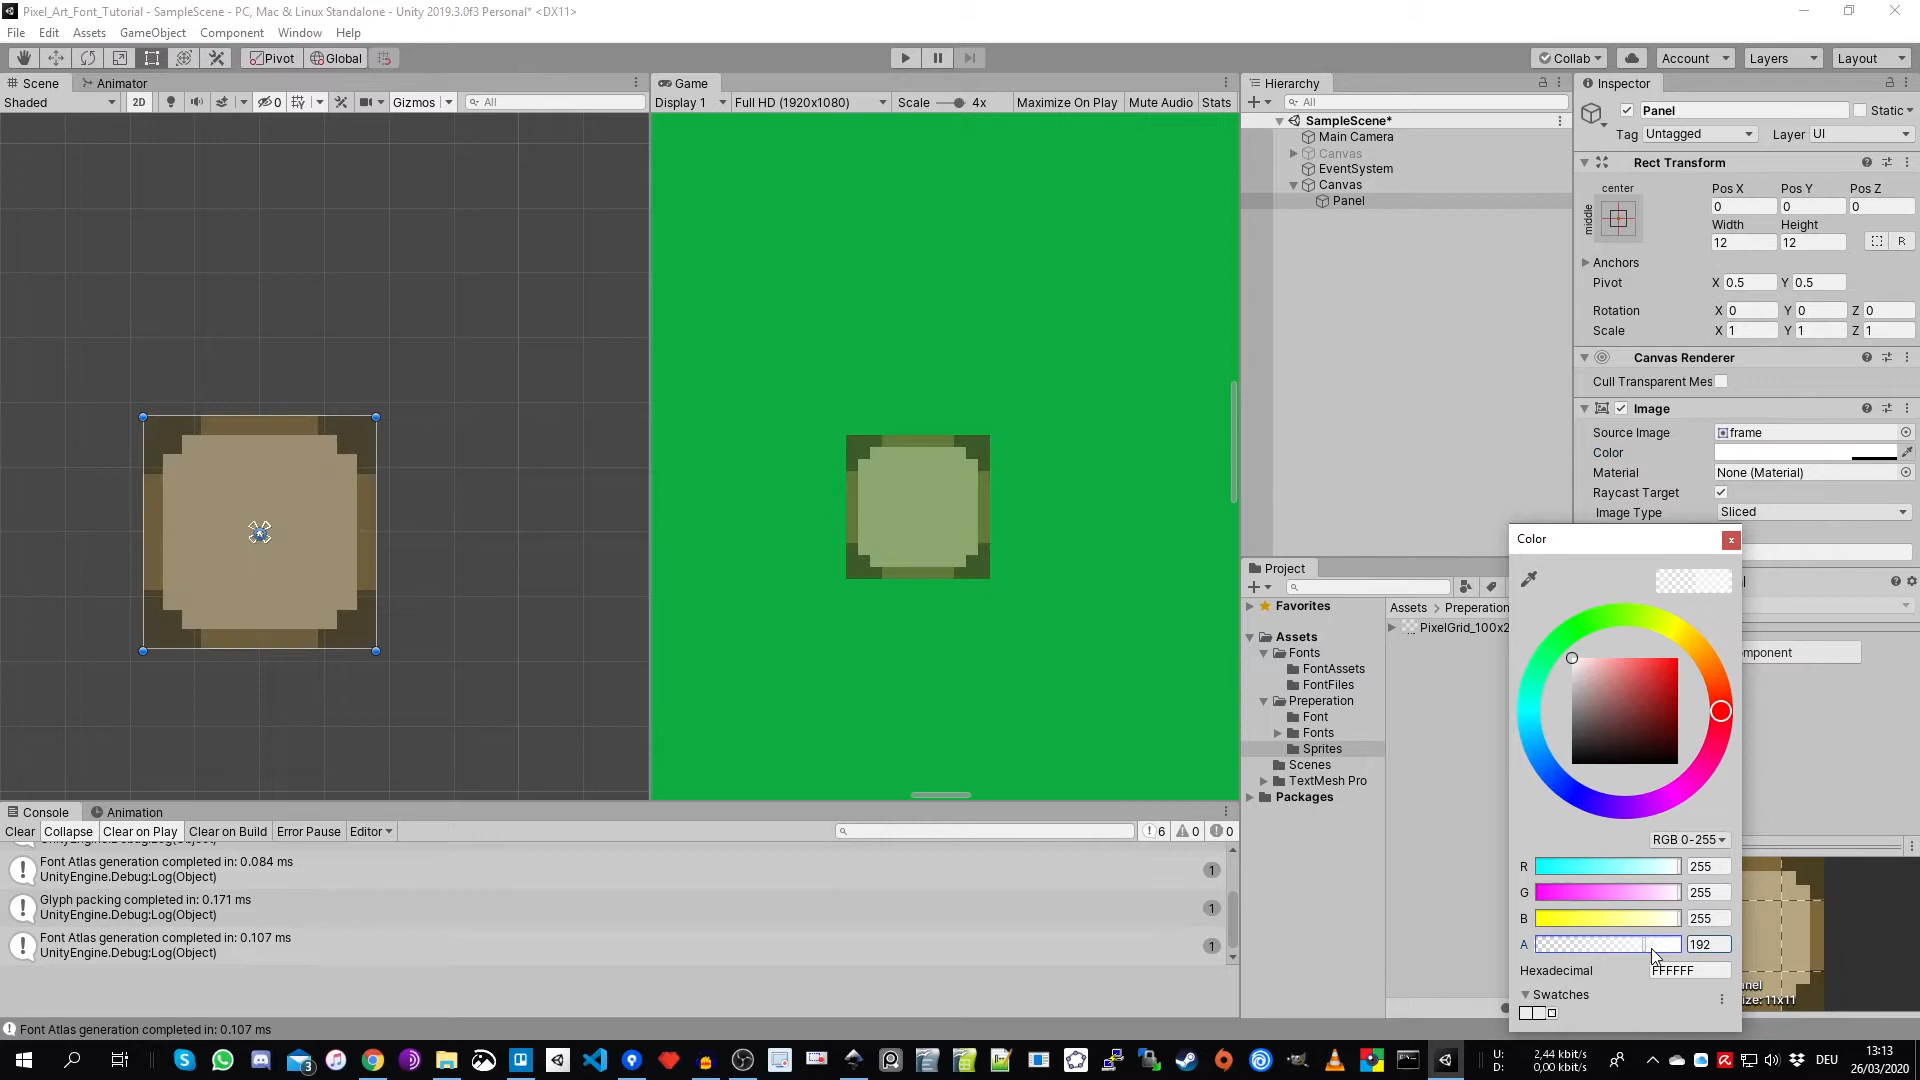 Pixel_Art_Font_Tutorial - SampleScene - PC, Mac & Linux Standalone - Unity 2019.3.0f3 Personal* <DX11>
File Edit Assets GameObject Component Window Help
Pivot Global
Collab Account Layers Layout
Scene Animator
Shaded 2D 0 Gizmos All
Game
Display 1 Full HD (1920x1080) Scale 4x Maximize On Play Mute Audio Stats
Hierarchy
All
SampleScene*
Main Camera
Canvas
EventSystem
Canvas
Panel
Inspector
Panel Static
Tag Untagged Layer UI
Rect Transform
center Pos X Pos Y Pos Z
middle 0 0 0
Width Height
12 12 R
Anchors
Pivot X 0.5 Y 0.5
Rotation X 0 Y 0 Z 0
Scale X 1 Y 1 Z 1
Canvas Renderer
Cull Transparent Mes
Image
Source Image frame
Color
Material None (Material)
Raycast Target
Image Type Sliced
Project
Favorites
Assets
Fonts
FontAssets
FontFiles
Preperation
Font
Fonts
Sprites
Scenes
TextMesh Pro
Packages
Assets > Preperation
PixelGrid_100x2
Color x
RGB 0-255
R 255
G 255
B 255
A 192
Hexadecimal FFFFFF
Swatches
omponent
anel
ize: 11x11
Console Animation
Clear Collapse Clear on Play Clear on Build Error Pause Editor 6 0 0
UnityEngine.Debug:Log(Object)
Font Atlas generation completed in: 0.084 ms
UnityEngine.Debug:Log(Object) 1
Glyph packing completed in: 0.171 ms
UnityEngine.Debug:Log(Object) 1
Font Atlas generation completed in: 0.107 ms
UnityEngine.Debug:Log(Object) 1
Font Atlas generation completed in: 0.107 ms
3
U: 2,44 kbit/s
D: 0,00 kbit/s
DEU
13:13
26/03/2020